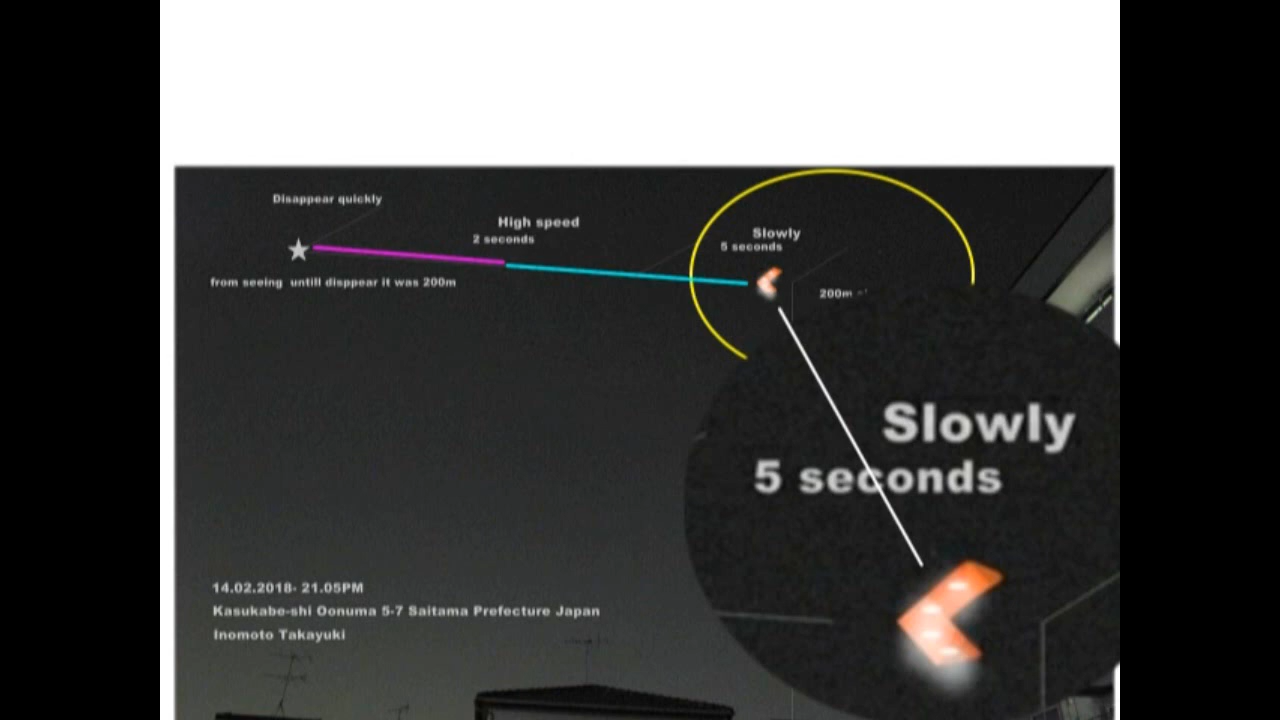 Disappear quickly
High speed
2 seconds
Slowly
5 seconds
from seeing untill disppear it was 200m
200m
Slowly
5 seconds
14.02.2018- 21.05PM
Kasukabe-shi Oonuma 5-7 Saitama Prefecture Japan
Inomoto Takayuki